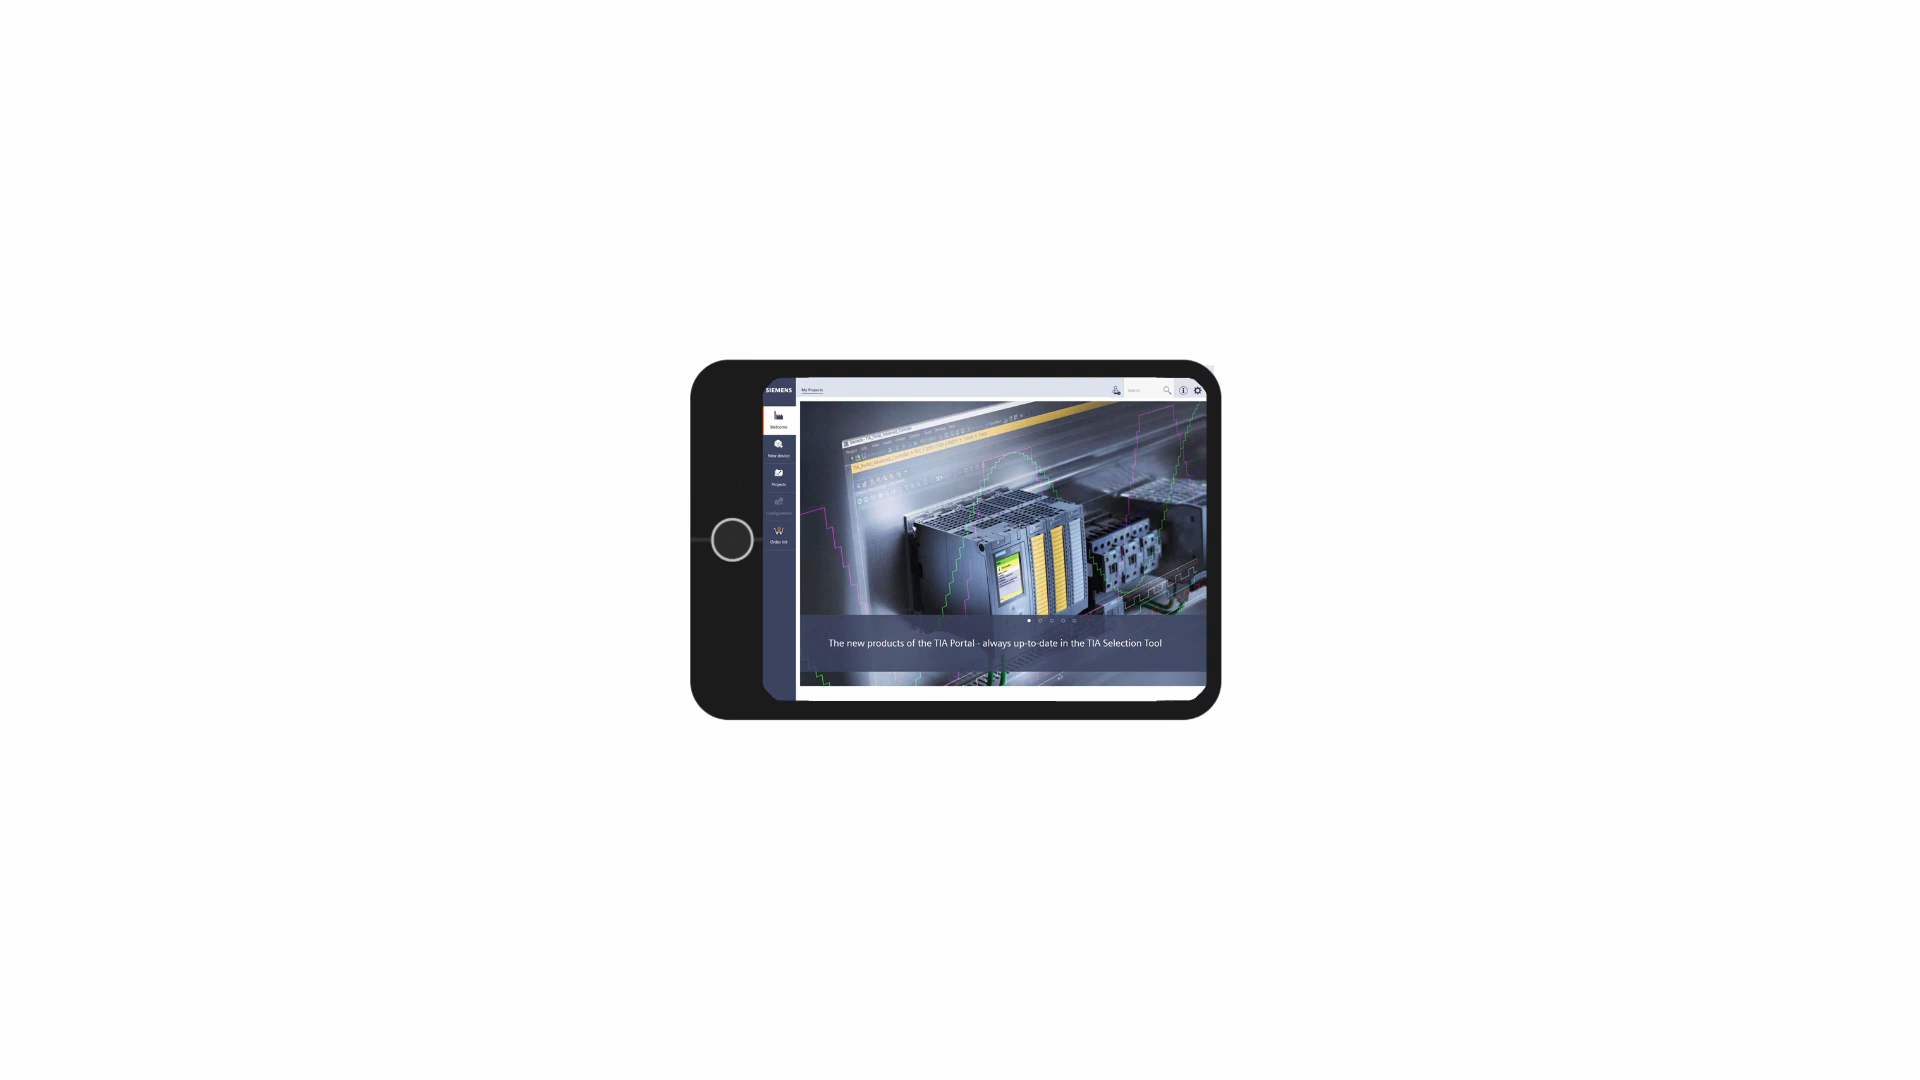 SIEMENS
My Projects
Search
Welcome
New device
Projects
Configuration
Order list
The new products of the TIA Portal - always up-to-date in the TIA Selection Tool